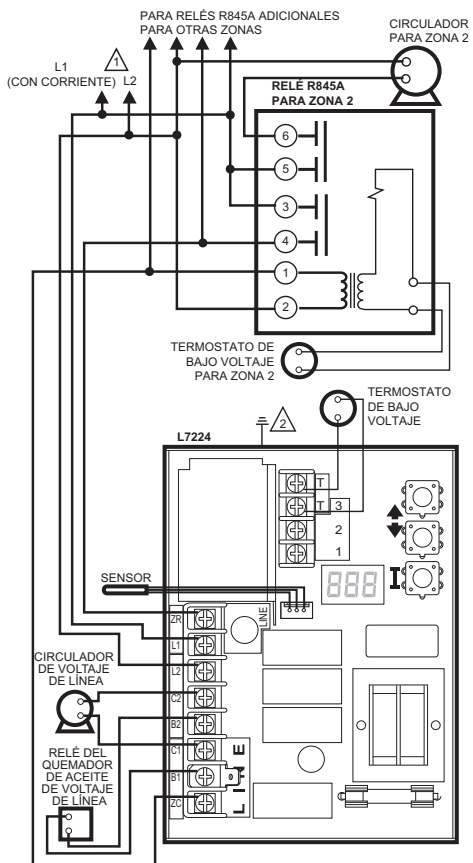 PARA RELÉS R845A ADICIONALES
PARA OTRAS ZONAS
CIRCULADOR
PARA ZONA 2
L1
(CON CORRIENTE)
1
L2
RELÉ R845A
PARA ZONA 2
6
5
3
4
1
2
TERMOSTATO DE
BAJO VOLTAJE
PARA ZONA 2
TERMOSTATO
DE BAJO
VOLTAJE
2
L7224
T
T 3
2
1
888
SENSOR
LINE
ZR
L1
L2
C2
B2
C1
B1
ZC
LINE
CIRCULADOR
DE VOLTAJE
DE LÍNEA
RELÉ DEL
QUEMADOR
DE ACEITE
DE VOLTAJE
DE LÍNEA